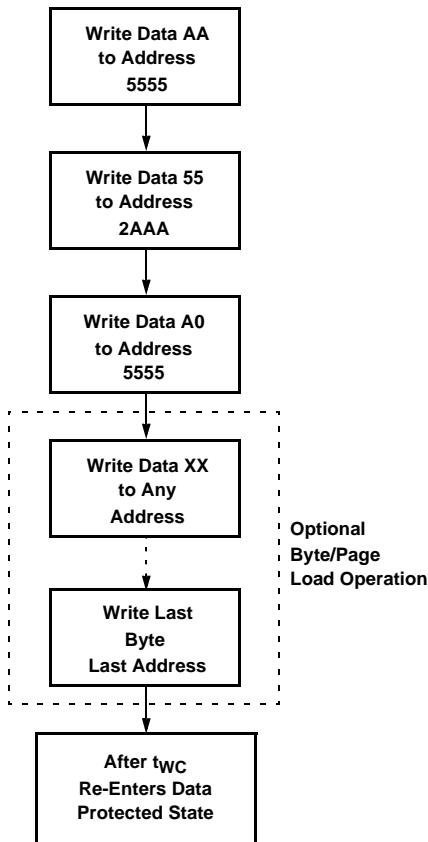 Write Data AA
to Address
5555
Write Data 55
to Address
2AAA
Write Data A0
to Address
5555
Write Data XX
to Any
Address
Optional
Byte/Page
Load Operation
Write Last
Byte
Last Address
After tWC
Re-Enters Data
Protected State